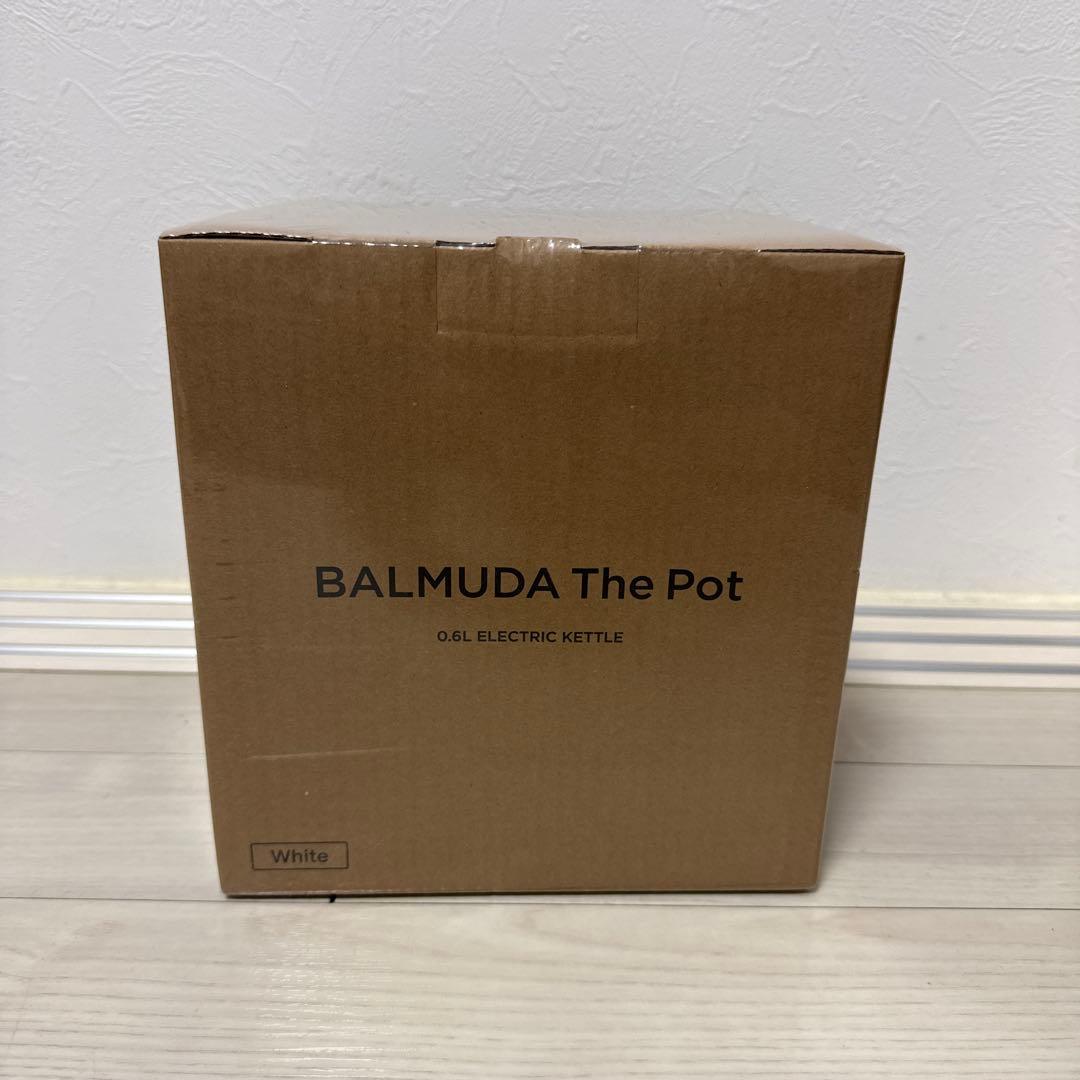 BALMUDA The Pot
0.6L ELECTRIC KETTLE
White